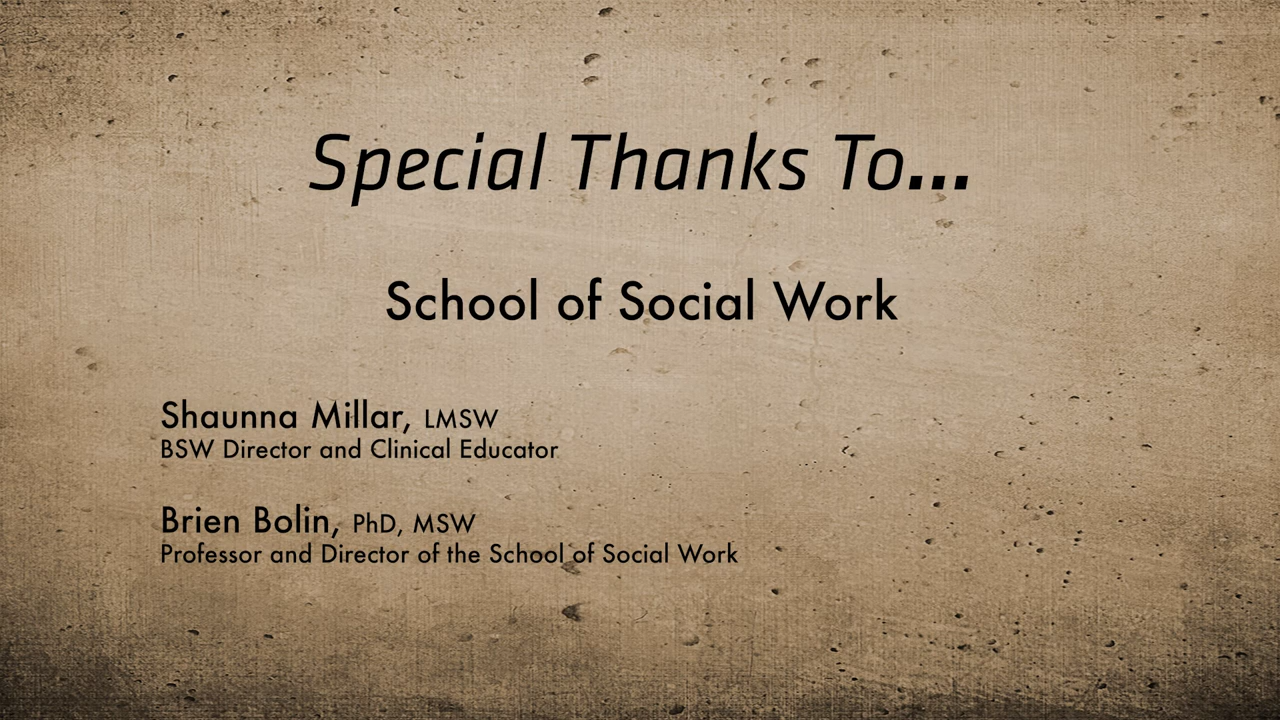 Special Thanks To...
School of Social Work
Shaunna Millar, LMSW
BSW Director and Clinical Educator
Brien Bolin, PhD, MSW
Professor and Director of the School of Social Work